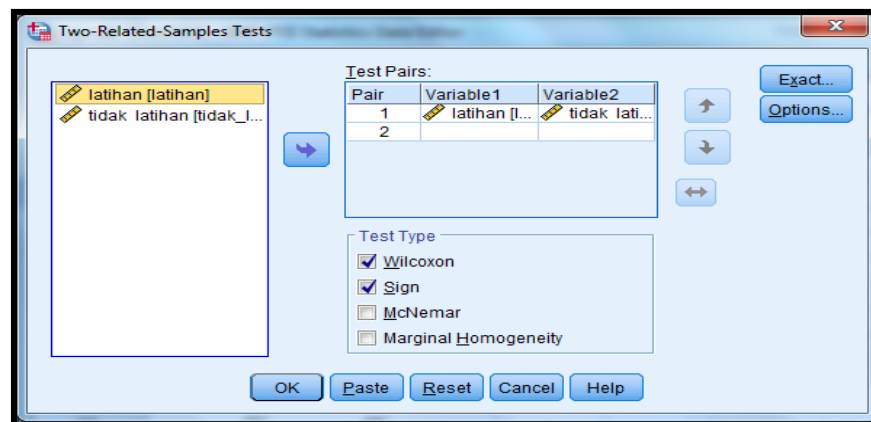 Two-Related-Samples Tests
latihan [latihan]
tidak latihan [tidak_l...
Test Pairs:
Pair Variable1 Variable2
1 latihan [l... tidak lati...
2
Exact...
Options...
Test Type
Wilcoxon
Sign
McNemar
Marginal Homogeneity
OK Paste Reset Cancel Help